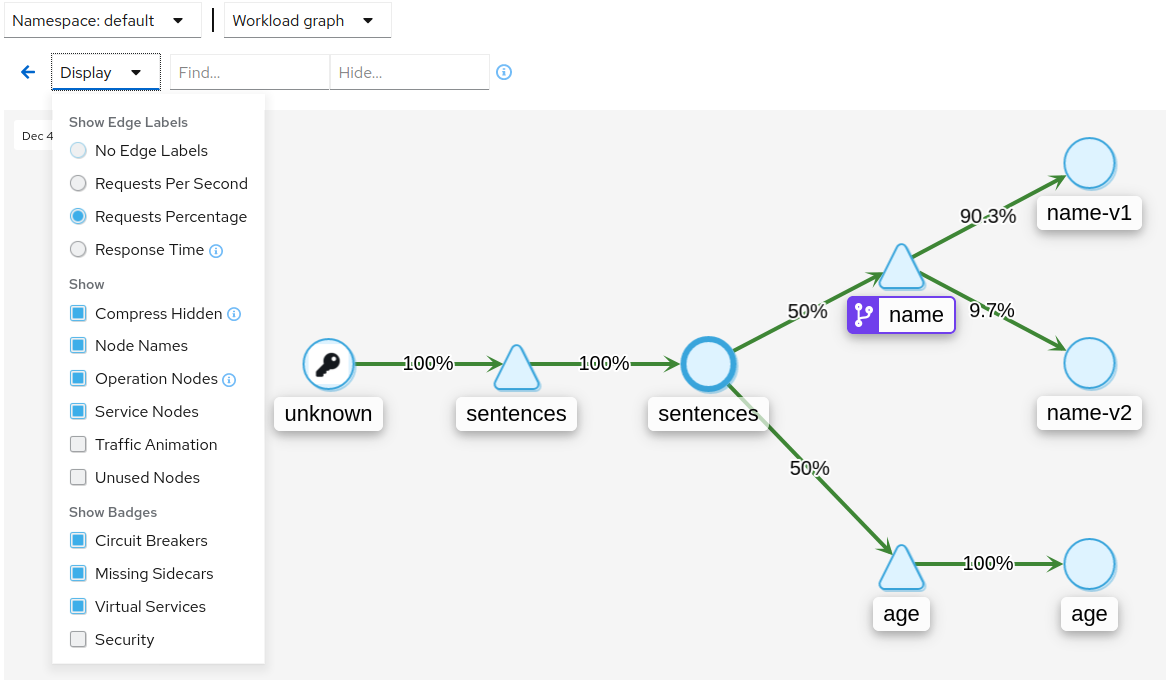 Namespace: default
Workload graph
Display
Find...
Hide...
Dec 4
Show Edge Labels
No Edge Labels
Requests Per Second
Requests Percentage
Response Time
Show
Compress Hidden
Node Names
Operation Nodes
Service Nodes
Traffic Animation
Unused Nodes
Show Badges
Circuit Breakers
Missing Sidecars
Virtual Services
Security
unknown
100%
sentences
100%
sentences
50%
name
90.3%
name-v1
9.7%
name-v2
50%
age
100%
age